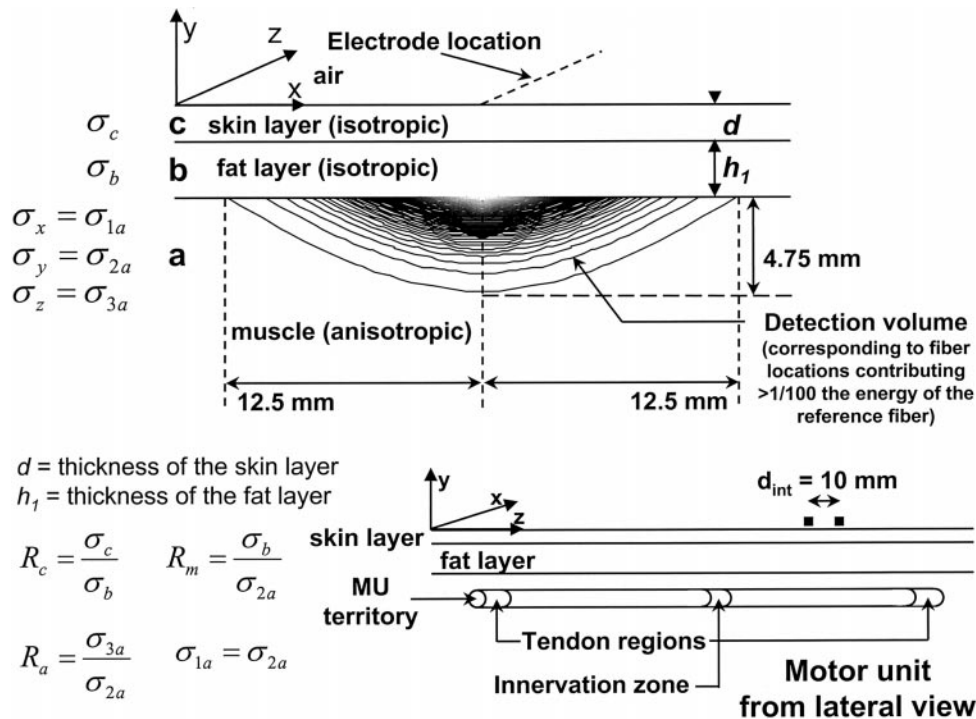 y
z
Electrode location
air
x
σc c skin layer (isotropic) d
σb b fat layer (isotropic) h1
σx = σ1a
σy = σ2a a
σz = σ3a
4.75 mm
muscle (anisotropic)
Detection volume
(corresponding to fiber
locations contributing
>1/100 the energy of the
reference fiber)
12.5 mm 12.5 mm
d = thickness of the skin layer
h1 = thickness of the fat layer
Rc = σc / σb Rm = σb / σ2a
Ra = σ3a / σ2a σ1a = σ2a
y
x
z
dint = 10 mm
skin layer
fat layer
MU
territory
Tendon regions
Innervation zone
Motor unit
from lateral view